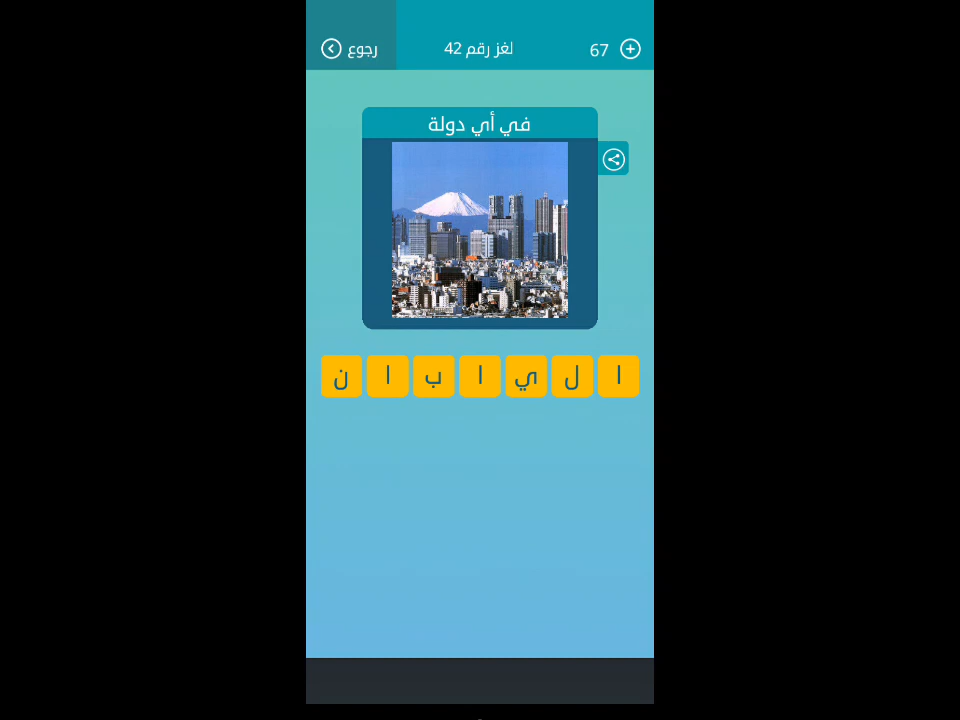 رجوع لغز رقم 42 67
في أي دولة
ا ل ي ا ب ا ن